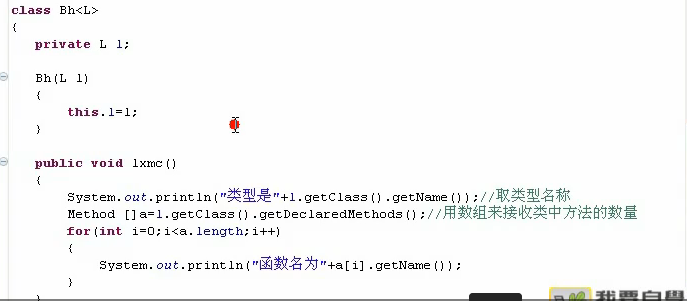 class Bh<L>
{
private L l;
Bh(L l)
{
this.l=l;
}
public void lxmc()
{
System.out.println("类型是"+l.getClass().getName());//取类型名称
Method []a=l.getClass().getDeclaredMethods();//用数组来接收类中方法的数量
for(int i=0;i<a.length;i++)
{
System.out.println("函数名为"+a[i].getName());
}
我要自學